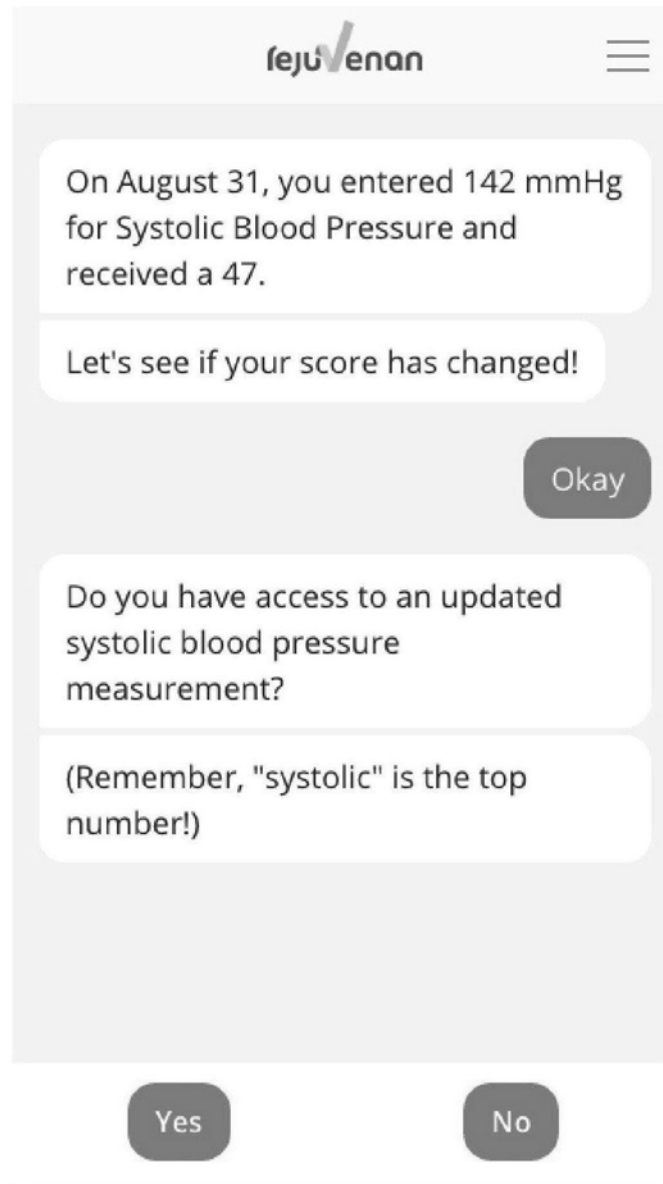 rejuvenan
On August 31, you entered 142 mmHg
for Systolic Blood Pressure and
received a 47.
Let's see if your score has changed!
Okay
Do you have access to an updated
systolic blood pressure
measurement?
(Remember, "systolic" is the top
number!)
Yes
No